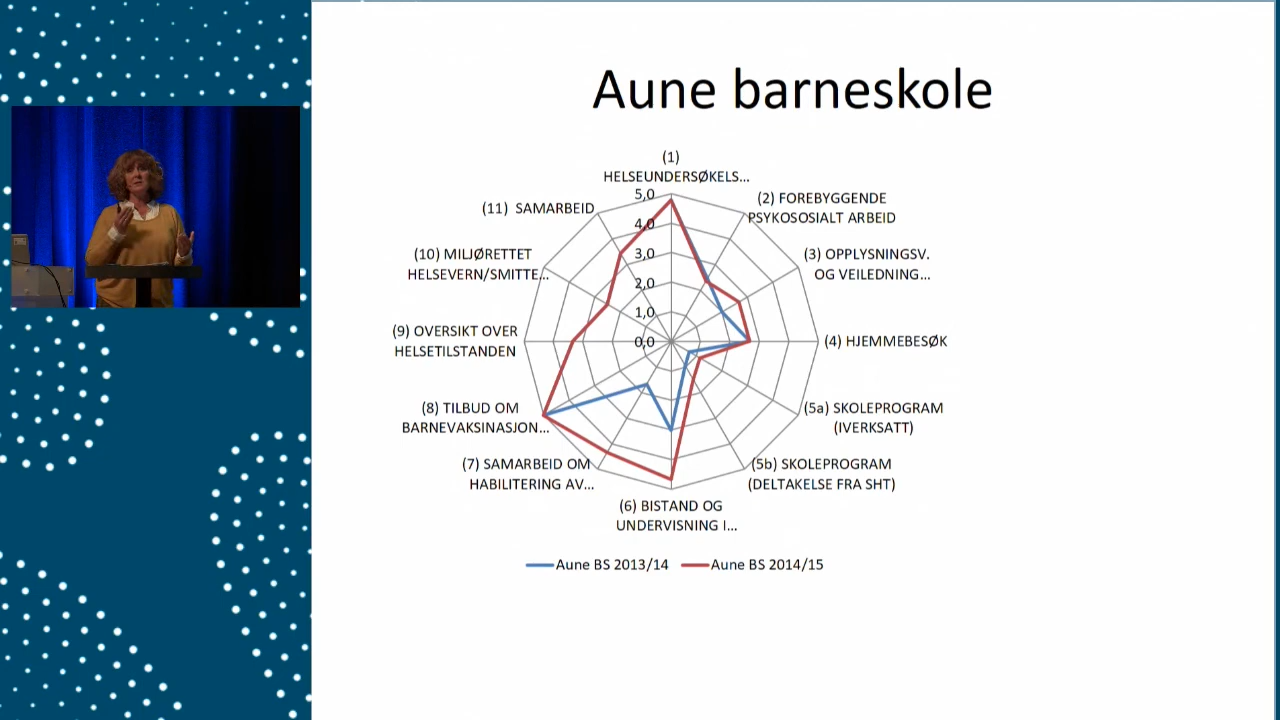 Aune barneskole
(1)
HELSEUNDERSØKELS...
5,0
4,0
3,0
2,0
1,0
0,0
(2) FOREBYGGENDE
PSYKOSOSIALT ARBEID
(3) OPPLYSNINGSV.
OG VEILEDNING...
(4) HJEMMEBESØK
(5a) SKOLEPROGRAM
(IVERKSATT)
(5b) SKOLEPROGRAM
(DELTAKELSE FRA SHT)
(6) BISTAND OG
UNDERVISNING I...
(7) SAMARBEID OM
HABILITERING AV...
(8) TILBUD OM
BARNEVAKSINASJON...
(9) OVERSIKT OVER
HELSETILSTANDEN
(10) MILJØRETTET
HELSEVERN/SMITTE...
(11) SAMARBEID
Aune BS 2013/14
Aune BS 2014/15